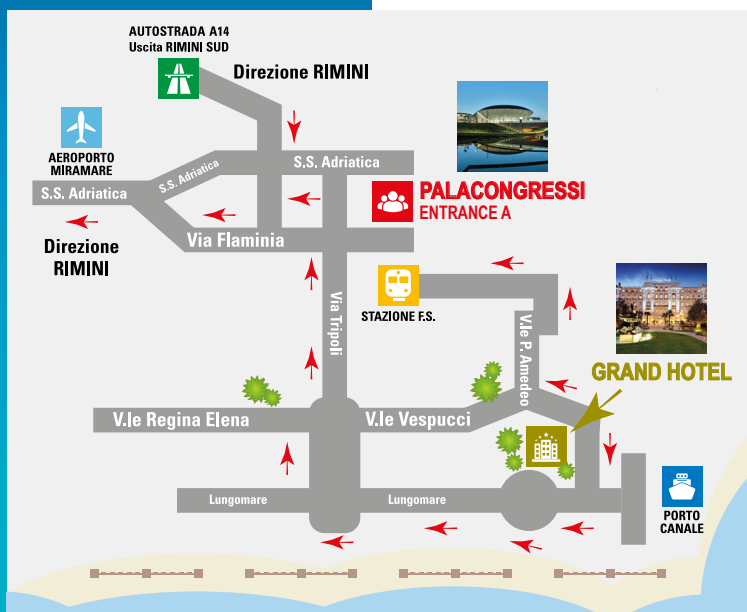 AUTOSTRADA A14
Uscita RIMINI SUD
Direzione RIMINI
AEROPORTO
MIRAMARE
S.S. Adriatica
S.S. Adriatica
S.S. Adriatica
PALACONGRESSI
ENTRANCE A
Via Flaminia
Direzione
RIMINI
Via Tripoli
STAZIONE F.S.
V.le P. Amedeo
GRAND HOTEL
V.le Regina Elena
V.le Vespucci
Lungomare
Lungomare
PORTO
CANALE